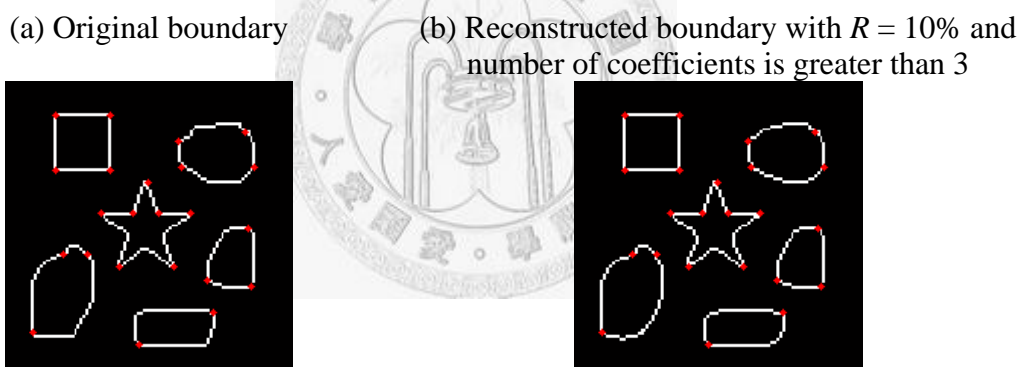 (a) Original boundary
(b) Reconstructed boundary with R = 10% and
number of coefficients is greater than 3